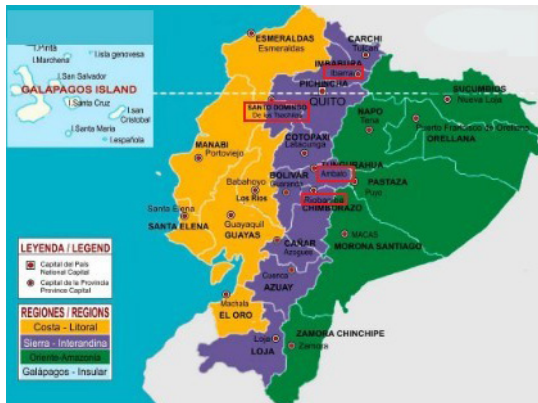 I.Pinta
I.Marchena
I.isla genovesa
I.San Salvador
GALAPAGOS ISLAND
I.Santa Cruz
I.san
Cristobal
I.Santa Maria
I.española
ESMERALDAS
Esmeraldas
CARCHI
Tulcan
IMBABURA
Ibarra
PICHINCHA
QUITO
SANTO DOMINGO
De los Tsachilas
SUCUMBIOS
Nueva Loja
NAPO
Tena
Puerto Francisco de Orellana
ORELLANA
MANABI
Portoviejo
COTOPAXI
Latacunga
TUNGURAHUA
Ambato
BOLIVAR
Guaranda
PASTAZA
Puyo
Riobamba
CHIMBORAZO
Babahoyo
Los Rios
Santa Elena
SANTA ELENA
Guayaquil
GUAYAS
MACAS
MORONA SANTIAGO
CAÑAR
Azogues
Cuenca
AZUAY
Machala
EL ORO
Loja
LOJA
ZAMORA CHINCHIPE
Zamora
LEYENDA / LEGEND
Capital del País
National Capital
Capital de la Provincia
Province Capital
REGIONES / REGIONS
Costa - Litoral
Sierra - Interandina
Oriente-Amazonía
Galápagos - Insular